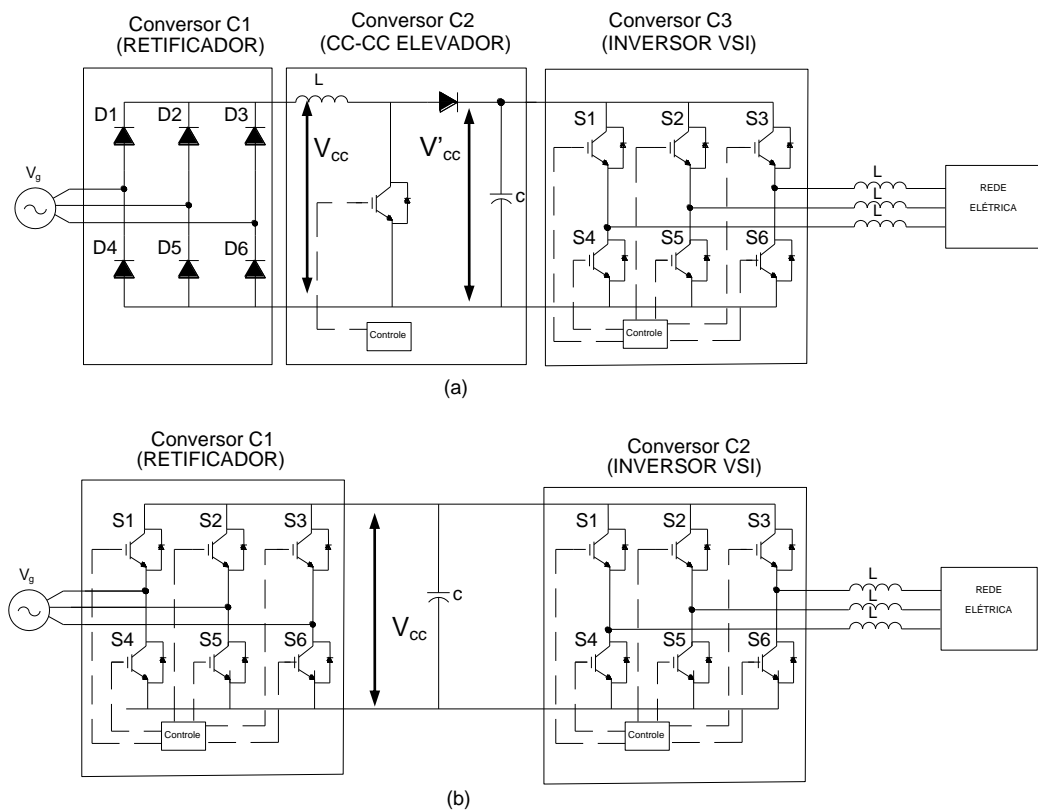 Conversor C1
(RETIFICADOR)
Conversor C2
(CC-CC ELEVADOR)
Conversor C3
(INVERSOR VSI)
L
D1 D2 D3
S1 S2 S3
Vg
Vcc
V'cc
c
L
L
L
REDE
ELÉTRICA
D4 D5 D6
S4 S5 S6
Controle
Controle
(a)
Conversor C1
(RETIFICADOR)
Conversor C2
(INVERSOR VSI)
S1 S2 S3
S1 S2 S3
Vg
c
L
L
L
REDE
ELÉTRICA
Vcc
S4 S5 S6
S4 S5 S6
Controle
Controle
(b)